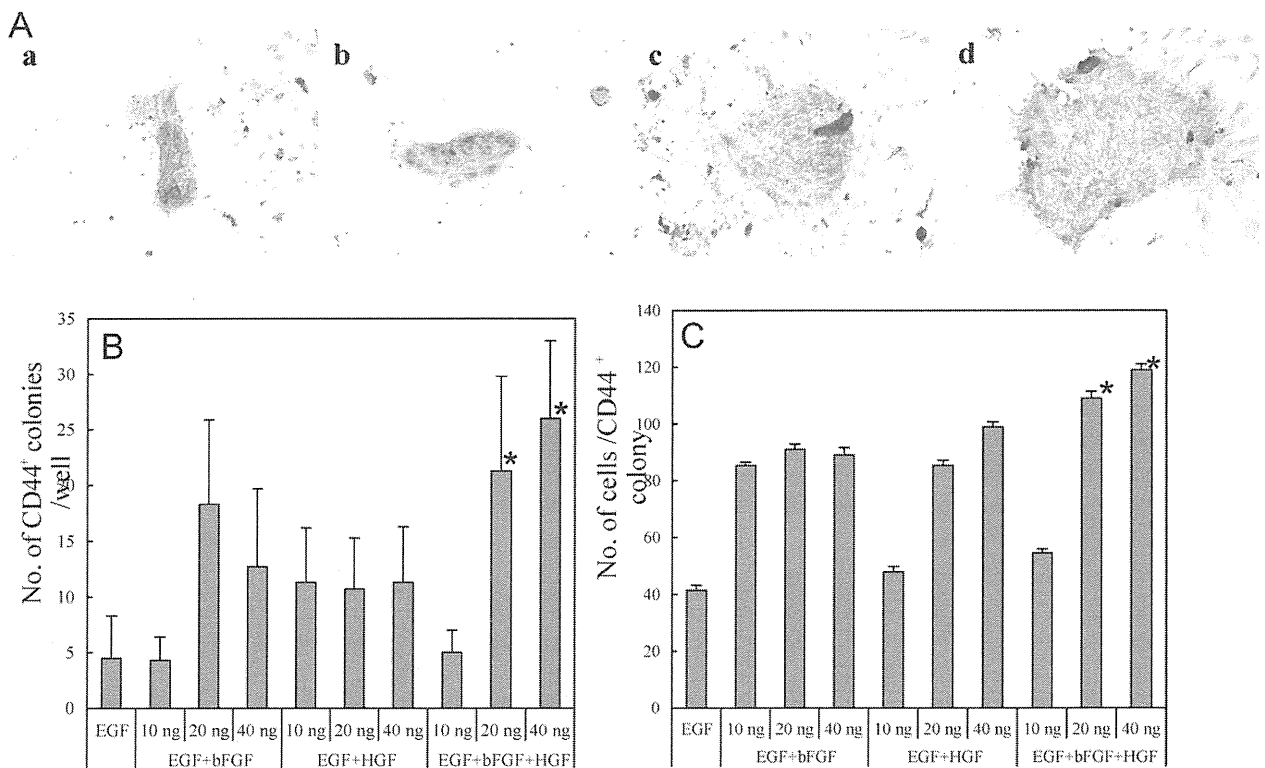 A
a
b
c
d
B
No. of CD44+ colonies
/well
35
30
25
20
15
10
5
0
*
*
EGF
10 ng
20 ng
40 ng
10 ng
20 ng
40 ng
10 ng
20 ng
40 ng
EGF+bFGF
EGF+HGF
EGF+bFGF+HGF
C
No. of cells /CD44+
colony
140
120
100
80
60
40
20
0
*
*
EGF
10 ng
20 ng
40 ng
10 ng
20 ng
40 ng
10 ng
20 ng
40 ng
EGF+bFGF
EGF+HGF
EGF+bFGF+HGF